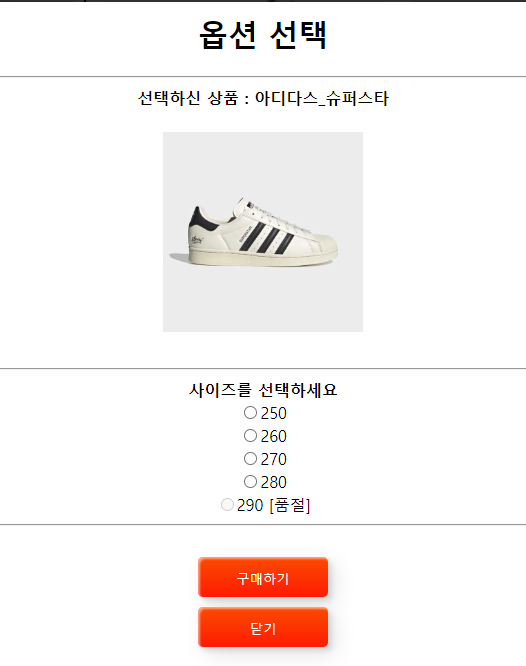 옵션 선택
선택하신 상품 : 아디다스_슈퍼스타
사이즈를 선택하세요
250
260
270
280
290 [품절]
구매하기
닫기